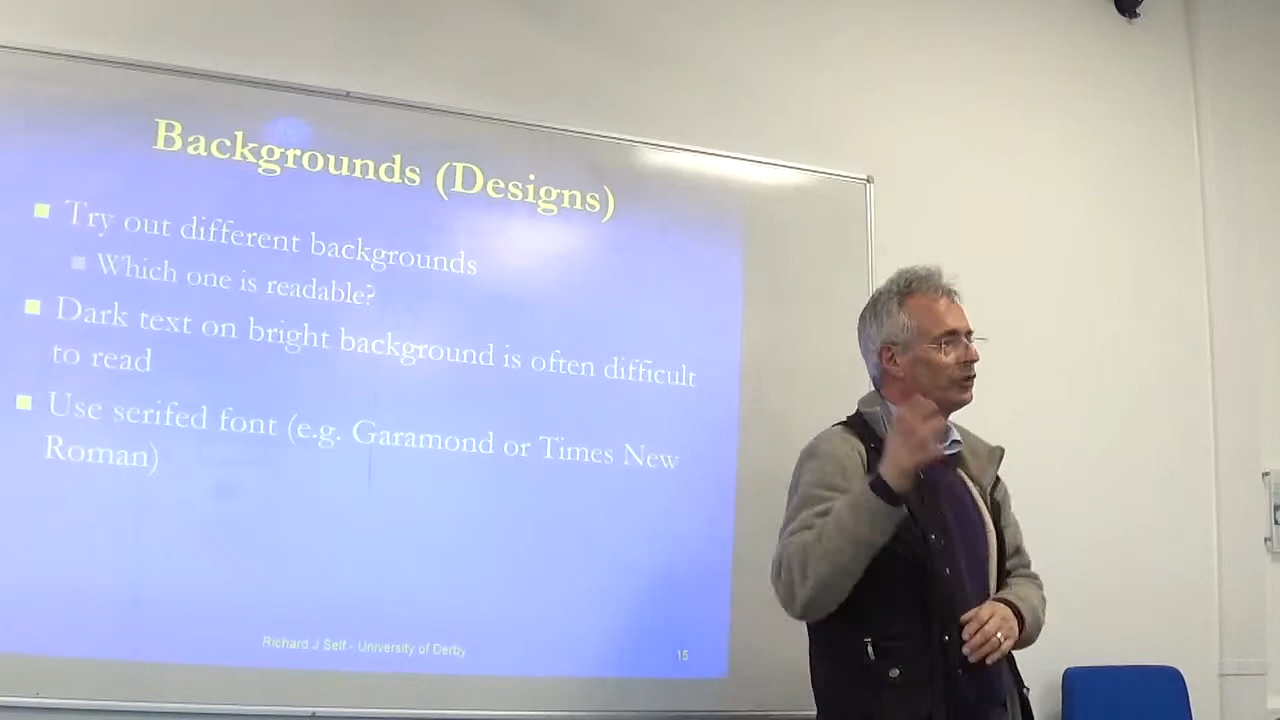 Backgrounds (Designs)
Try out different backgrounds
Which one is readable?
Dark text on bright background is often difficult
to read
Use serifed font (e.g. Garamond or Times New
Roman)
Richard J Self - University of Derby
15